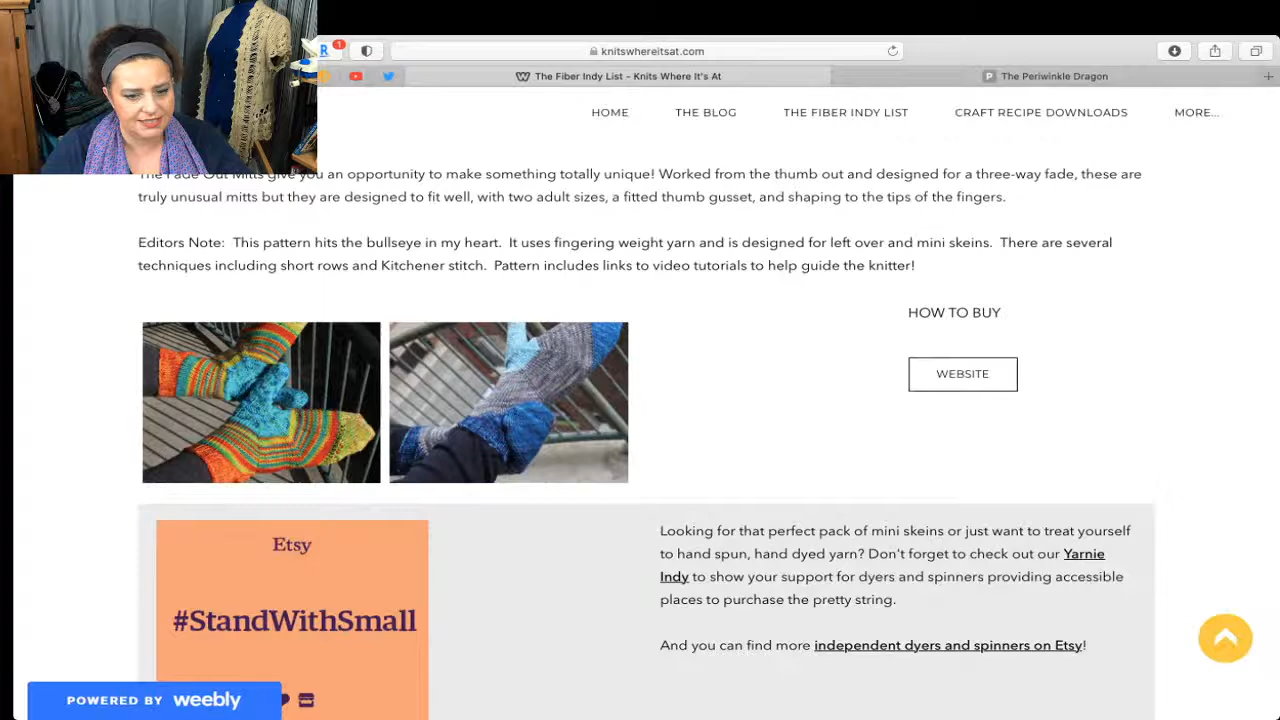 R 1
knitswhereitsat.com
The Fiber Indy List - Knits Where It's At
P The Periwinkle Dragon
HOME THE BLOG THE FIBER INDY LIST CRAFT RECIPE DOWNLOADS MORE...
The Fade Out Mitts give you an opportunity to make something totally unique! Worked from the thumb out and designed for a three-way fade, these are
truly unusual mitts but they are designed to fit well, with two adult sizes, a fitted thumb gusset, and shaping to the tips of the fingers.
Editors Note: This pattern hits the bullseye in my heart. It uses fingering weight yarn and is designed for left over and mini skeins. There are several
techniques including short rows and Kitchener stitch. Pattern includes links to video tutorials to help guide the knitter!
HOW TO BUY
WEBSITE
Etsy
#StandWithSmall
Looking for that perfect pack of mini skeins or just want to treat yourself
to hand spun, hand dyed yarn? Don't forget to check out our Yarnie
Indy to show your support for dyers and spinners providing accessible
places to purchase the pretty string.
And you can find more independent dyers and spinners on Etsy!
POWERED BY weebly